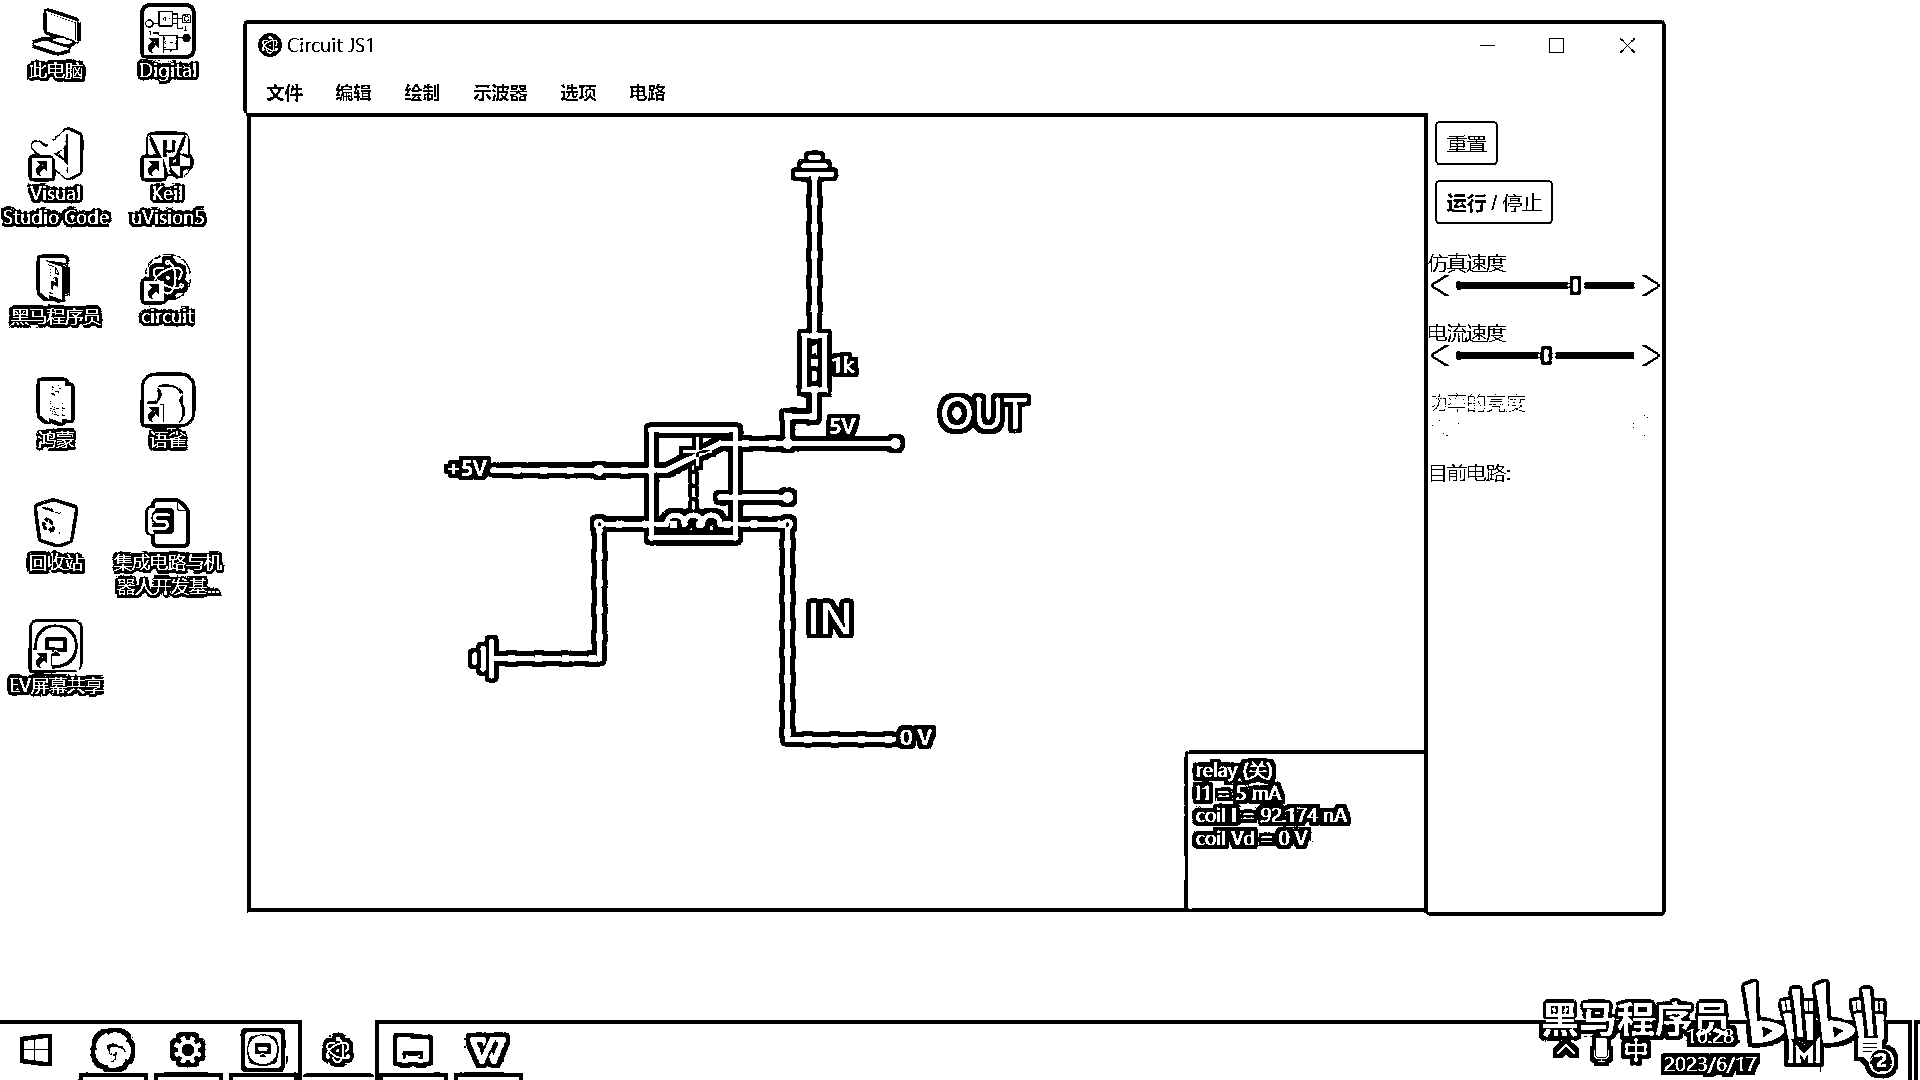 此电脑
Digital
Visual
Studio Code
Keil
uVision5
黑马程序员
circuit
鸿蒙
语雀
回收站
集成电路与机
器人开发基...
EV屏幕共享
Circuit JS1
文件 编辑 绘制 示波器 选项 电路
1k
OUT
5V
+5V
IN
0 V
relay (关)
I1 = 5 mA
coil I = 92.174 nA
coil Vd = 0 V
重置
运行 / 停止
仿真速度
电流速度
功率的亮度
目前电路:
黑马程序员 bilibili
10:28
中
2023/6/17
2